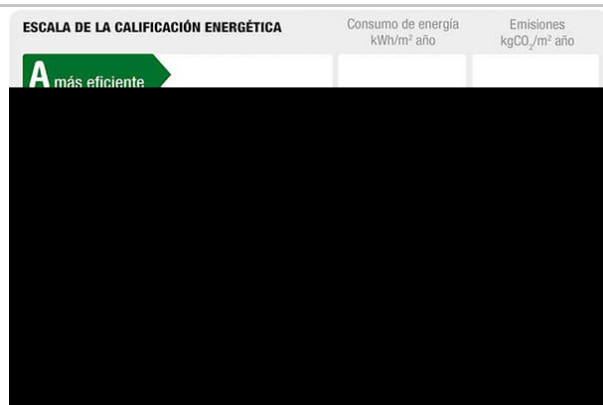 ESCALA DE LA CALIFICACIÓN ENERGÉTICA
Consumo de energía
kWh/m² año
Emisiones
kgCO₂/m² año
A más eficiente